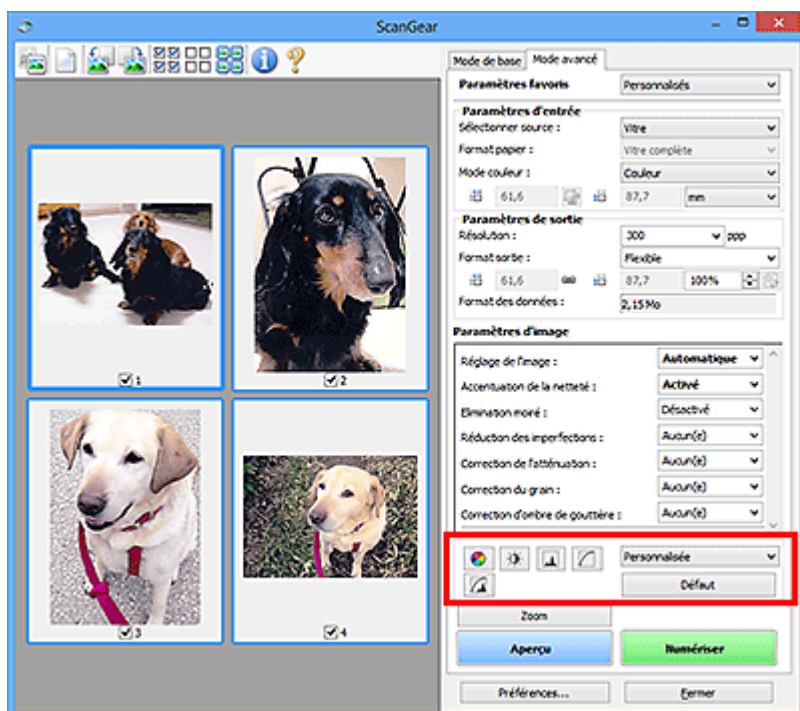 ScanGear
Mode de base Mode avancé
Paramètres favoris Personnalisés
Paramètres d'entrée
Sélectionner source : Vitre
Format papier : Vitre complète
Mode couleur : Couleur
61,6 87,7 mm
Paramètres de sortie
Résolution : 300 ppp
Format sortie : Flexible
61,6 87,7 100%
Format des données : 2,15 Mo
Paramètres d'image
Réglage de l'image : Automatique
Accentuation de la netteté : Activé
Elimination moiré : Désactivé
Réduction des imperfections : Aucun(e)
Correction de l'atténuation : Aucun(e)
Correction du grain : Aucun(e)
Correction d'ombre de gouttière : Aucun(e)
Personnalisée
Défaut
Zoom
Aperçu Numériser
Préférences... Fermer
1
2
3
4